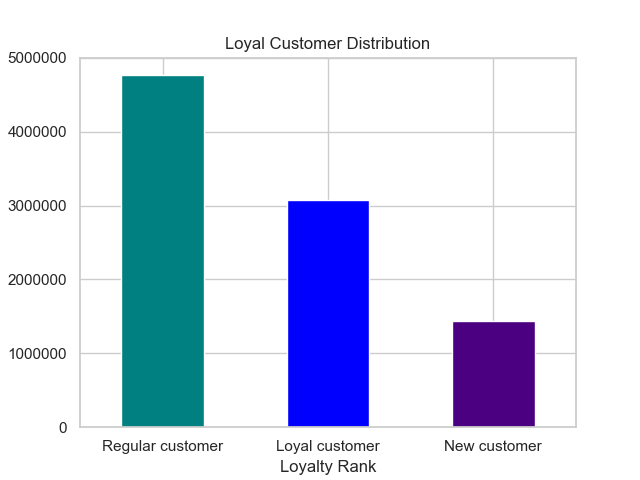 Loyal Customer Distribution
5000000
4000000
3000000
2000000
1000000
0
Regular customer
Loyal customer
New customer
Loyalty Rank